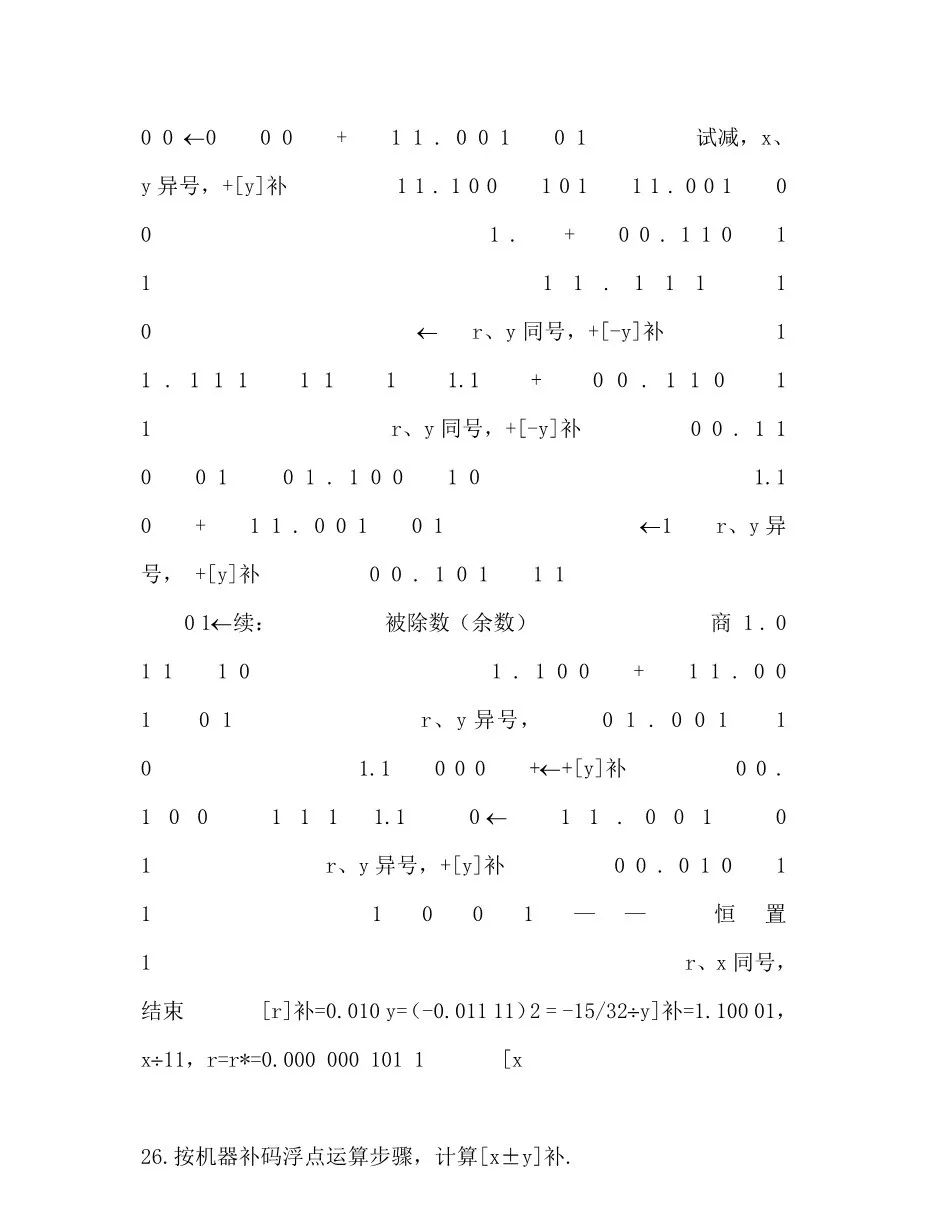 0 0 ←0 0 0 + 1 1 . 0 0 1 0 1 试减，x、
y 异号，+[y]补 1 1 . 1 0 0 1 0 1 1 1 . 0 0 1 0
0 1 . + 0 0 . 1 1 0 1
1 1 1 . 1 1 1 1
0 ← r、y 同号，+[-y]补 1
1 . 1 1 1 1 1 1 1.1 + 0 0 . 1 1 0 1
1 r、y 同号，+[-y]补 0 0 . 1 1
0 0 1 0 1 . 1 0 0 1 0 1.1
0 + 1 1 . 0 0 1 0 1 ←1 r、y 异
号， +[y]补 0 0 . 1 0 1 1 1
0 1←续： 被除数（余数） 商 1 . 0
1 1 1 0 1 . 1 0 0 + 1 1 . 0 0
1 0 1 r、y 异号， 0 1 . 0 0 1 1
0 1.1 0 0 0 +←+[y]补 0 0 .
1 0 0 1 1 1 1.1 0← 1 1 . 0 0 1 0
1 r、y 异号，+[y]补 0 0 . 0 1 0 1
1 1 0 0 1 — — 恒 置
1 r、x 同号，
结束 [r]补=0.010 y=（-0.011 11）2 = -15/32÷y]补=1.100 01，
x÷11，r=r*=0.000 000 101 1 [x
26.按机器补码浮点运算步骤，计算[x±y]补.